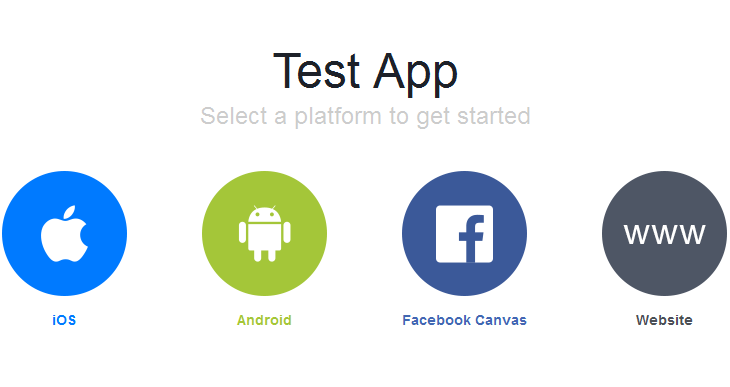 Test App
Select a platform to get started
www
iOS
Android
Facebook Canvas
Website